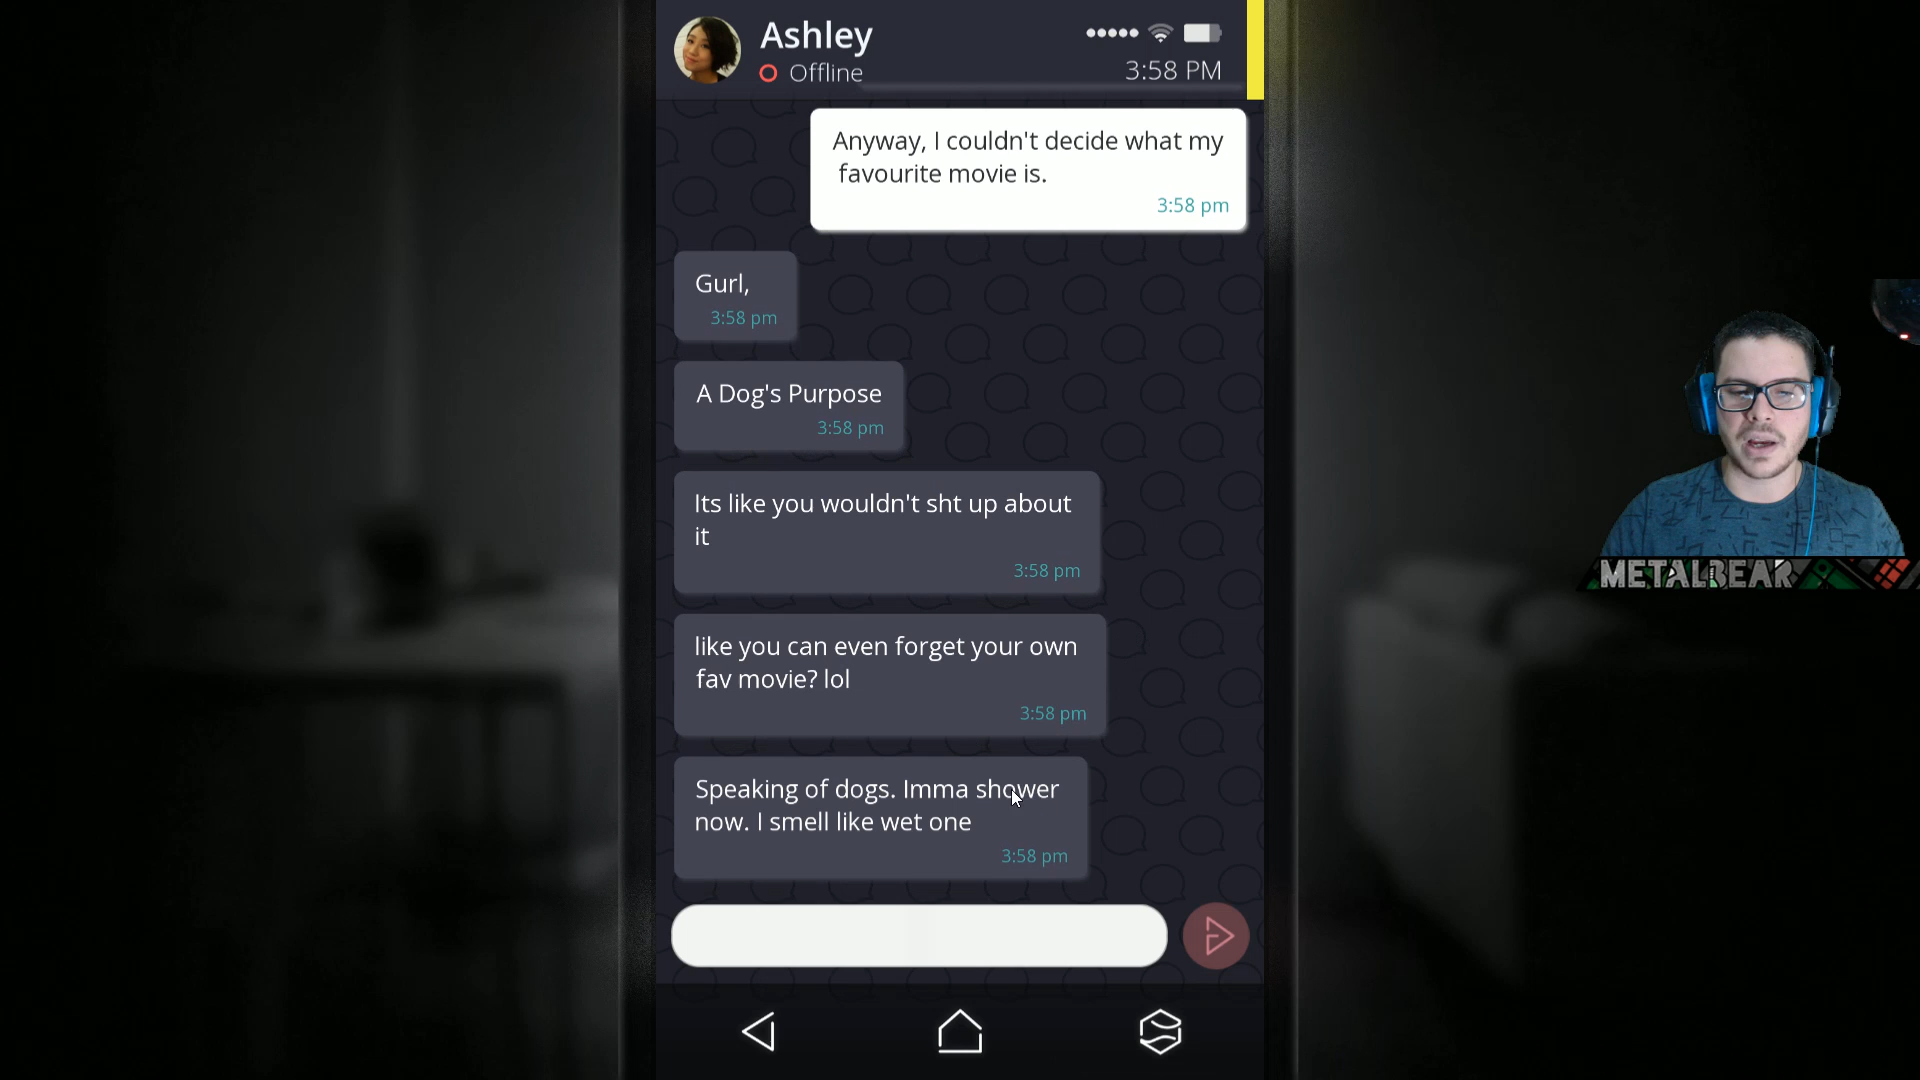 Ashley
Offline
3:58 PM
Anyway, I couldn't decide what my
favourite movie is.
3:58 pm
Gurl,
3:58 pm
A Dog's Purpose
3:58 pm
Its like you wouldn't sht up about
it
3:58 pm
like you can even forget your own
fav movie? lol
3:58 pm
Speaking of dogs. Imma shower
now. I smell like wet one
3:58 pm
METALBEAR